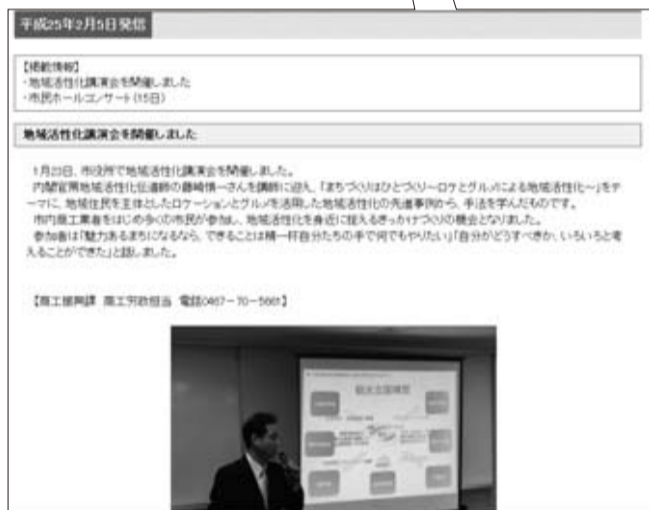 平成25年2月5日発信
【掲載情報】
・地域活性化講演会を開催しました
・市民ホールコンサート(15日)
地域活性化講演会を開催しました
1月23日、市役所で地域活性化講演会を開催しました。
内閣官房地域活性化伝道師の藤崎慎一さんを講師に迎え、「まちづくりはひとづくり～ロケとグルメによる地域活性化～」をテ
ーマに、地域住民を主体としたロケーションとグルメを活用した地域活性化の先進事例から、手法を学んだものです。
市内商工業者をはじめ多くの市民が参加し、地域活性化を身近に捉えるきっかけづくりの機会となりました。
参加者は「魅力あるまちになるなら、できることは精一杯自分たちの手で何でもやりたい」「自分がどうすべきか、いろいろと考
えることができた」と話しました。
【商工振興課 商工労政担当 電話0467-70-5661】
観光立国構想